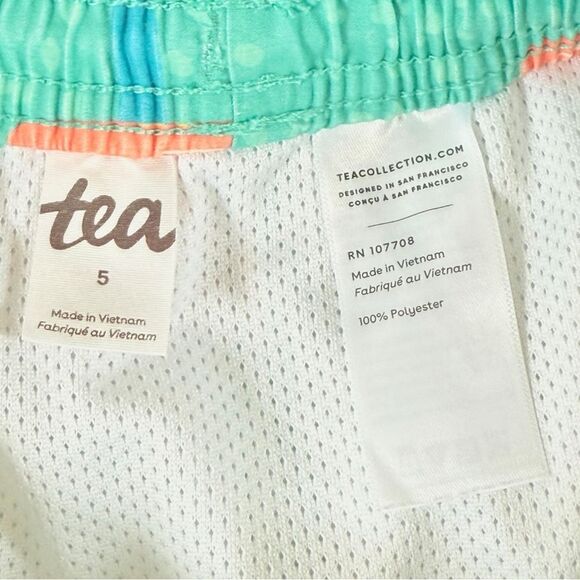 tea
5
Made in Vietnam
Fabriqué au Vietnam
TEACOLLECTION.COM
DESIGNED IN SAN FRANCISCO
CONÇU À SAN FRANCISCO
RN 107708
Made in Vietnam
Fabriqué au Vietnam
100% Polyester